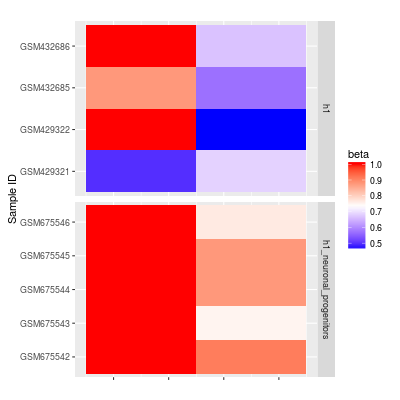 GSM432686
GSM432685
GSM429322
GSM429321
h1
GSM675546
GSM675545
GSM675544
GSM675543
GSM675542
h1_neuronal_progenitors
Sample ID
beta
1.0
0.9
0.8
0.7
0.6
0.5